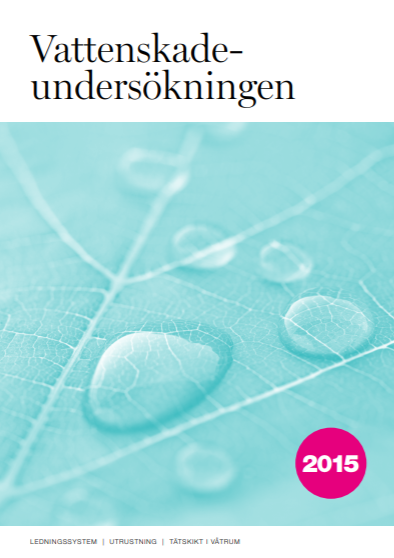 Vattenskade-
undersökningen
2015
LEDNINGSSYSTEM | UTRUSTNING | TÄTSKIKT I VÅTRUM